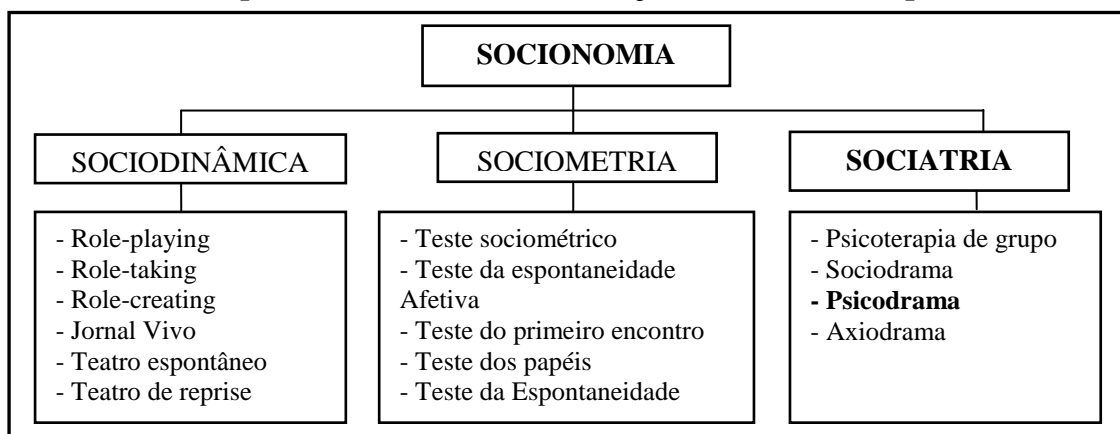 SOCIONOMIA
SOCIODINÂMICA
- Role-playing
- Role-taking
- Role-creating
- Jornal Vivo
- Teatro espontâneo
- Teatro de reprise
SOCIOMETRIA
- Teste sociométrico
- Teste da espontaneidade
Afetiva
- Teste do primeiro encontro
- Teste dos papéis
- Teste da Espontaneidade
SOCIATRIA
- Psicoterapia de grupo
- Sociodrama
- Psicodrama
- Axiodrama